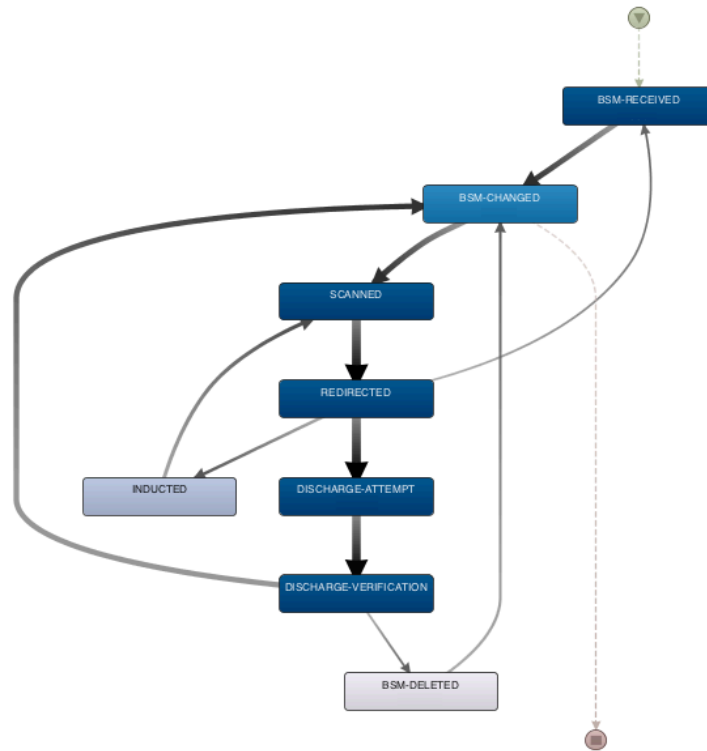 BSM-RECEIVED
BSM-CHANGED
SCANNED
REDIRECTED
INDUCTED
DISCHARGE-ATTEMPT
DISCHARGE-VERIFICATION
BSM-DELETED